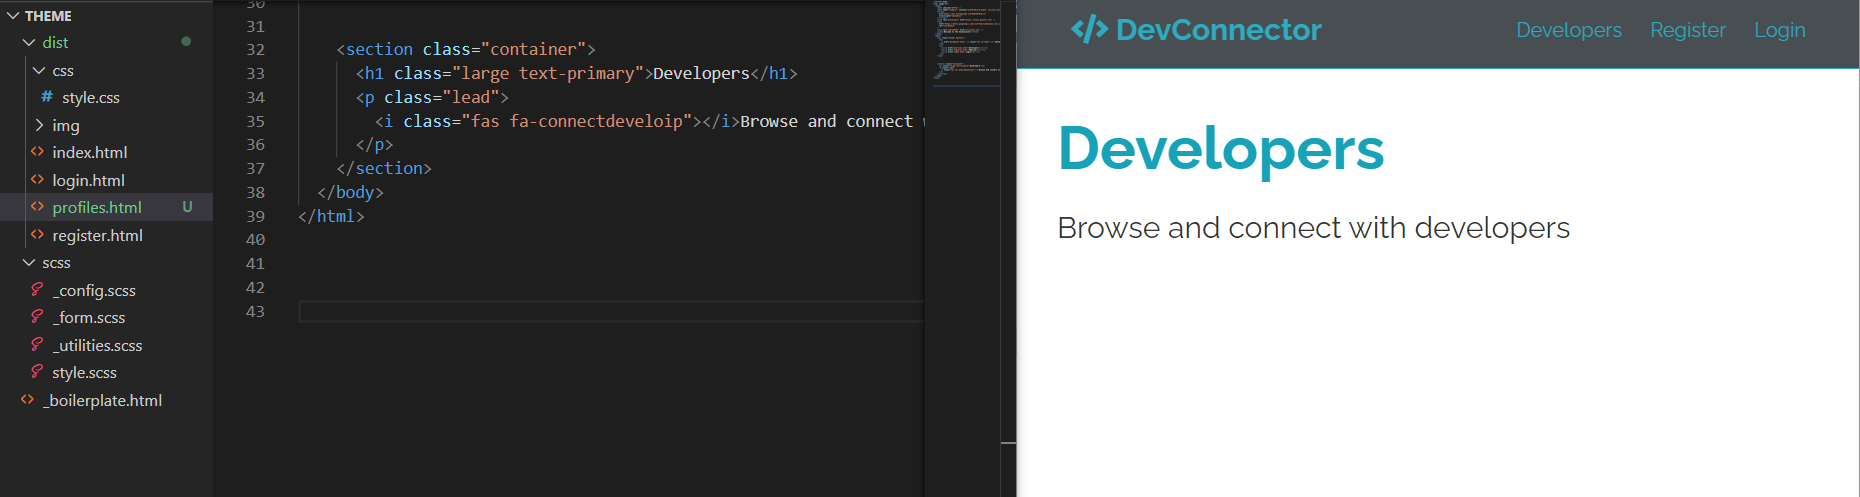 THEME
dist
css
# style.css
img
<> index.html
<> login.html
<> profiles.html U
<> register.html
scss
_config.scss
_form.scss
_utilities.scss
style.scss
<> _boilerplate.html
30
31
32 <section class="container">
33 <h1 class="large text-primary">Developers</h1>
34 <p class="lead">
35 <i class="fas fa-connectdeveloip"></i>Browse and connect
36 </p>
37 </section>
38 </body>
39 </html>
40
41
42
43
</> DevConnector Developers Register Login
Developers
Browse and connect with developers